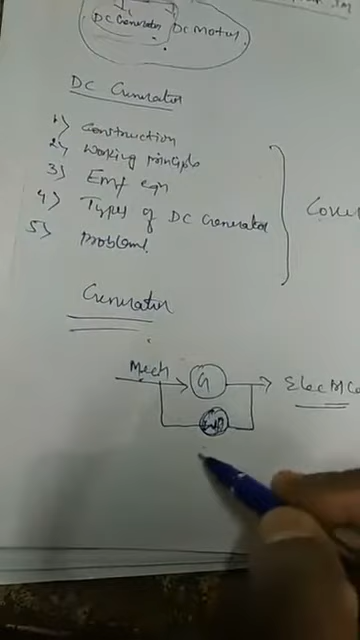 DC Generator DC Motor
DC Generator
1) Construction
2) Working principle
3) Emf eqn
4) Types of DC Generator
5) Problems
Generator
Mech G